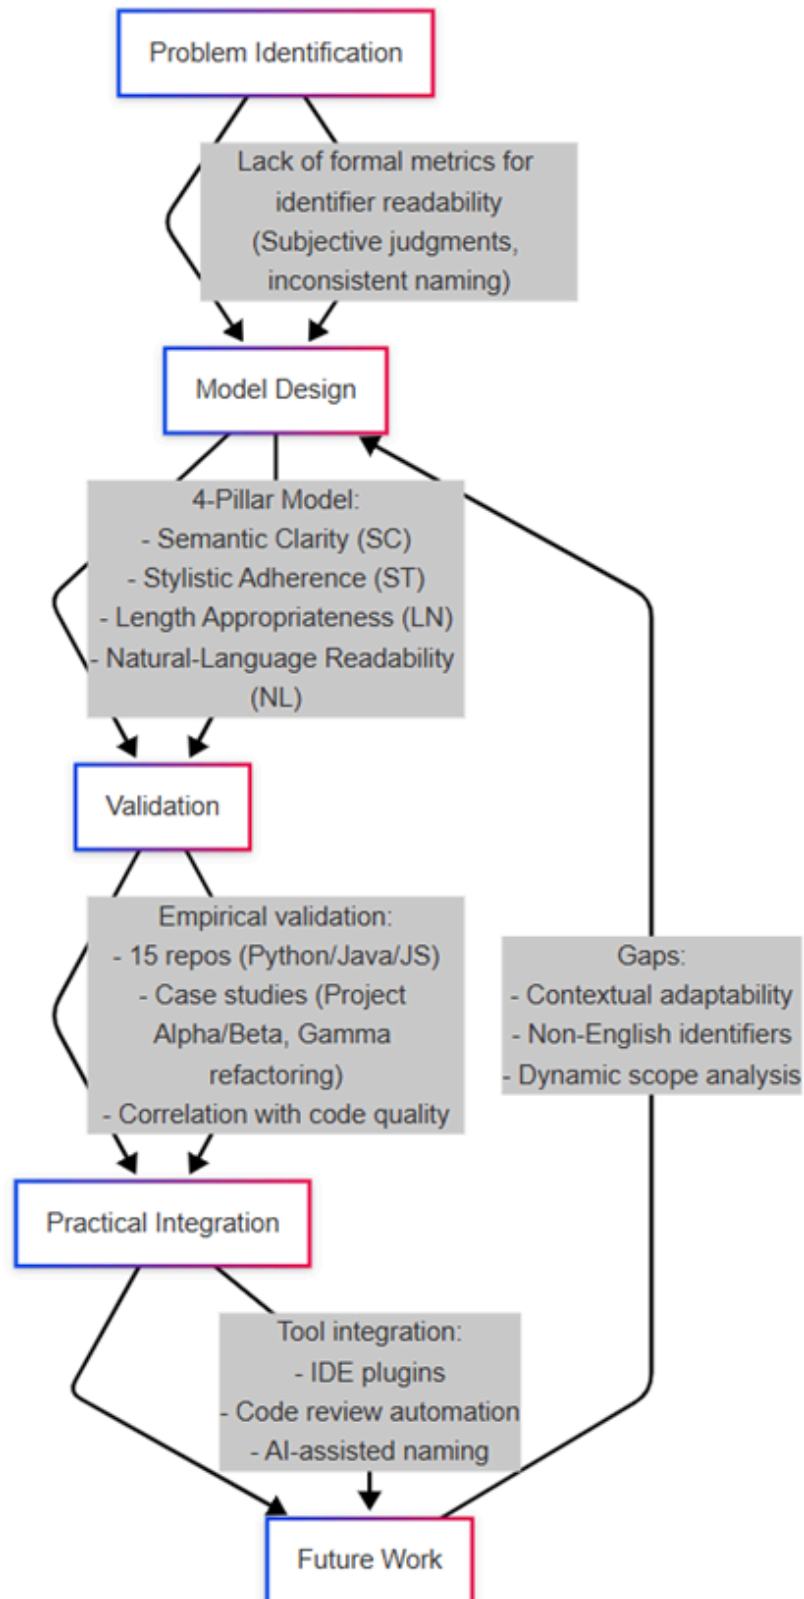 Problem Identification
Lack of formal metrics for
identifier readability
(Subjective judgments,
inconsistent naming)
Model Design
4-Pillar Model:
- Semantic Clarity (SC)
- Stylistic Adherence (ST)
- Length Appropriateness (LN)
- Natural-Language Readability
(NL)
Validation
Empirical validation:
- 15 repos (Python/Java/JS)
- Case studies (Project
Alpha/Beta, Gamma
refactoring)
- Correlation with code quality
Gaps:
- Contextual adaptability
- Non-English identifiers
- Dynamic scope analysis
Practical Integration
Tool integration:
- IDE plugins
- Code review automation
- AI-assisted naming
Future Work